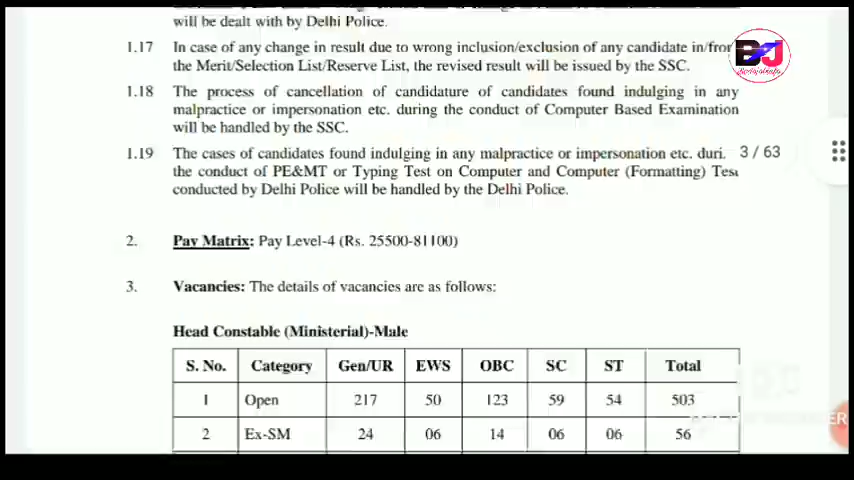 will be dealt with by Delhi Police.
1.17 In case of any change in result due to wrong inclusion/exclusion of any candidate in/from
the Merit/Selection List/Reserve List, the revised result will be issued by the SSC.
1.18 The process of cancellation of candidature of candidates found indulging in any
malpractice or impersonation etc. during the conduct of Computer Based Examination
will be handled by the SSC.
1.19 The cases of candidates found indulging in any malpractice or impersonation etc. duri
3 / 63
the conduct of PE&MT or Typing Test on Computer and Computer (Formatting) Test
conducted by Delhi Police will be handled by the Delhi Police.
2. Pay Matrix: Pay Level-4 (Rs. 25500-81100)
3. Vacancies: The details of vacancies are as follows:
Head Constable (Ministerial)-Male
S. No. Category Gen/UR EWS OBC SC ST Total
1 Open 217 50 123 59 54 503
2 Ex-SM 24 06 14 06 06 56
BJ